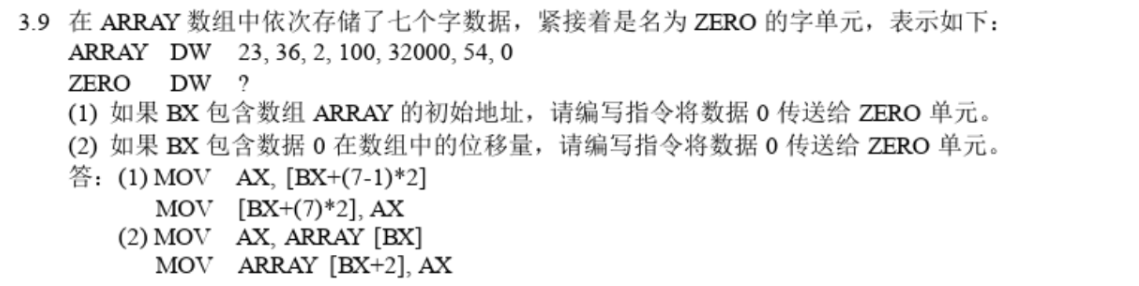 3.9 在 ARRAY 数组中依次存储了七个字数据，紧接着是名为 ZERO 的字单元，表示如下：
ARRAY DW 23, 36, 2, 100, 32000, 54, 0
ZERO DW ?
(1) 如果 BX 包含数组 ARRAY 的初始地址，请编写指令将数据 0 传送给 ZERO 单元。
(2) 如果 BX 包含数据 0 在数组中的位移量，请编写指令将数据 0 传送给 ZERO 单元。
答：(1) MOV AX, [BX+(7-1)*2]
MOV [BX+(7)*2], AX
(2) MOV AX, ARRAY [BX]
MOV ARRAY [BX+2], AX